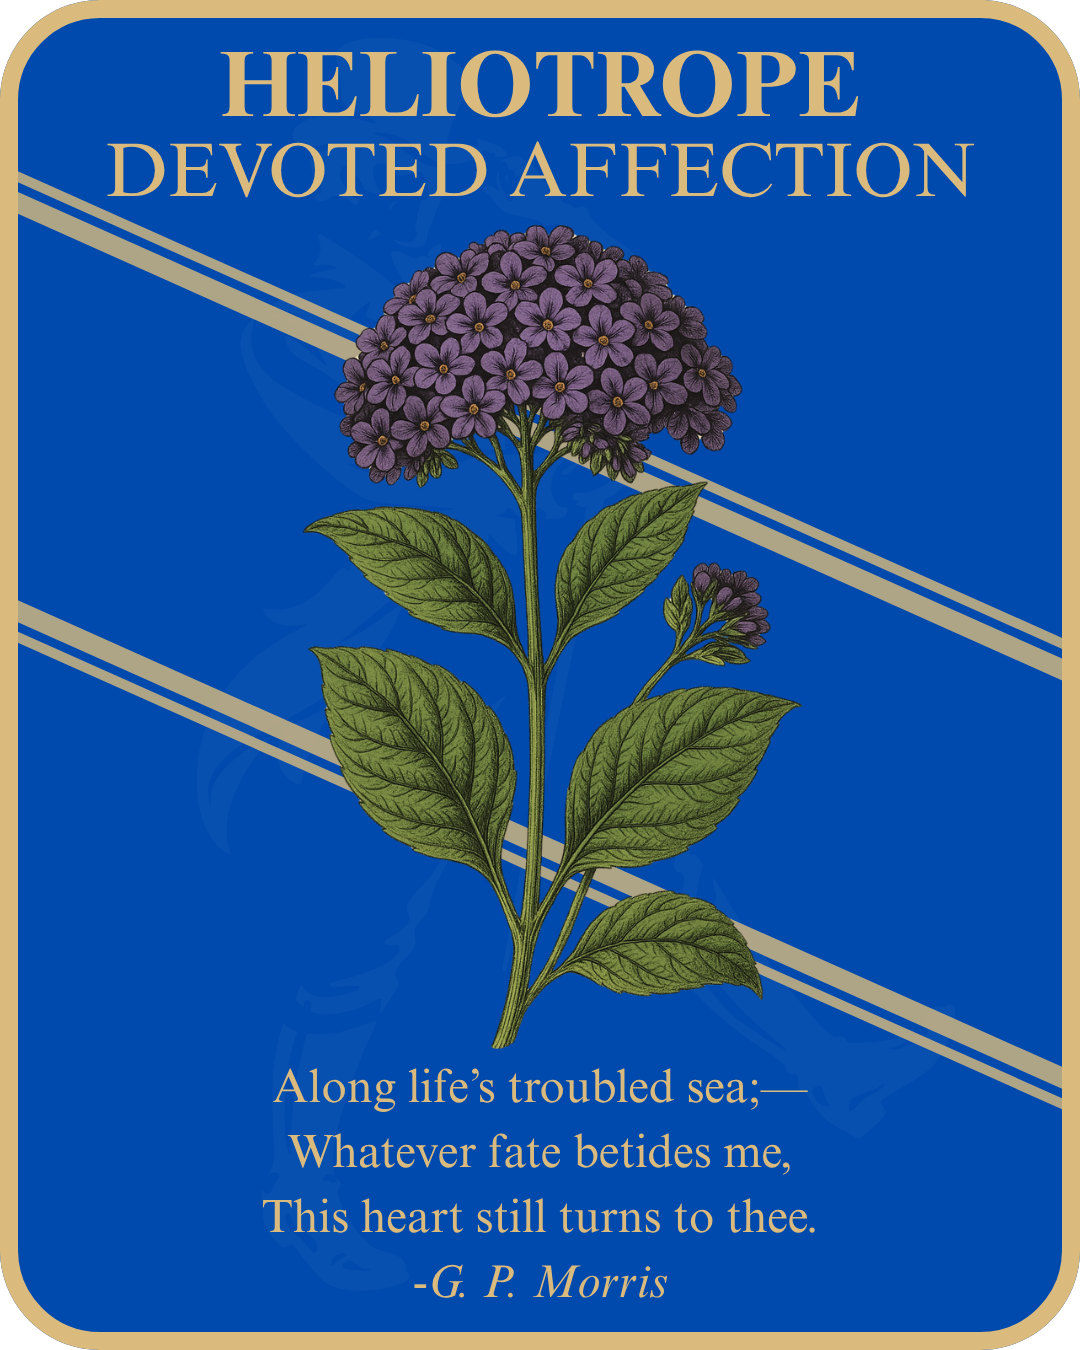 HELIOTROPE
DEVOTED AFFECTION
Along life’s troubled sea;—
Whatever fate betides me,
This heart still turns to thee.
-G. P. Morris